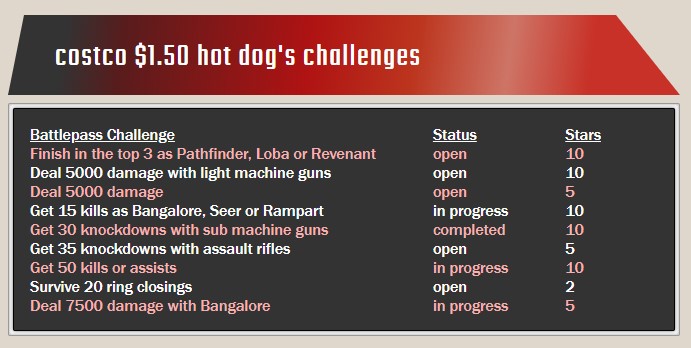 costco $1.50 hot dog's challenges
Battlepass Challenge Status Stars
Finish in the top 3 as Pathfinder, Loba or Revenant open 10
Deal 5000 damage with light machine guns open 10
Deal 5000 damage open 5
Get 15 kills as Bangalore, Seer or Rampart in progress 10
Get 30 knockdowns with sub machine guns completed 10
Get 35 knockdowns with assault rifles open 5
Get 50 kills or assists in progress 10
Survive 20 ring closings open 2
Deal 7500 damage with Bangalore in progress 5